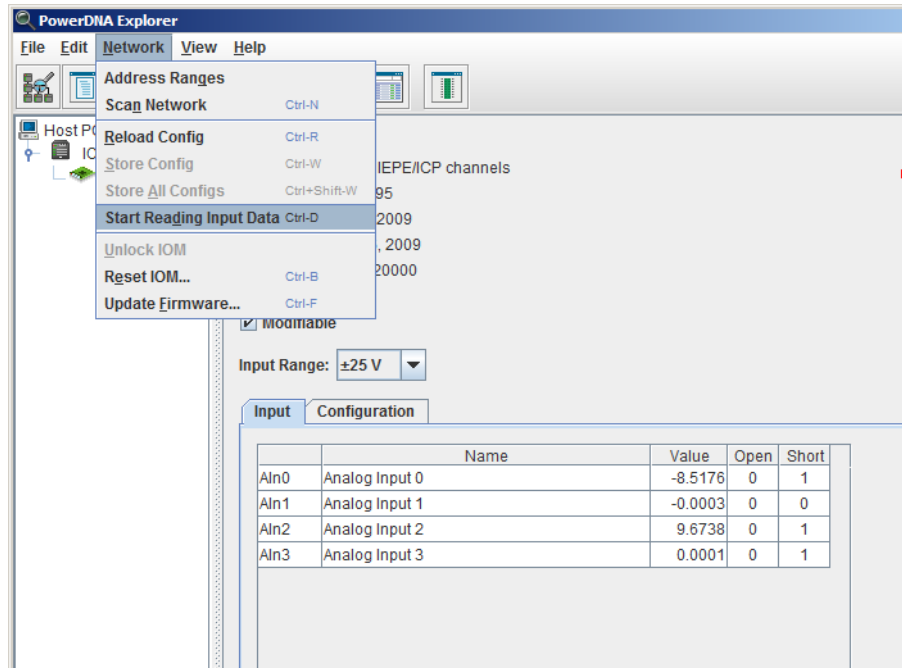 PowerDNA Explorer
File Edit Network View Help
Address Ranges
Scan Network Ctrl-N
Reload Config Ctrl-R
Store Config Ctrl-W
Store All Configs Ctrl+Shift-W
Start Reading Input Data Ctrl-D
Unlock IOM
Reset IOM... Ctrl-B
Update Firmware... Ctrl-F
Host
IEPE/ICP channels
95
2009
, 2009
20000
Modifiable
Input Range: ±25 V
Input Configuration
Name Value Open Short
AIn0 Analog Input 0 -8.5176 0 1
AIn1 Analog Input 1 -0.0003 0 0
AIn2 Analog Input 2 9.6738 0 1
AIn3 Analog Input 3 0.0001 0 1